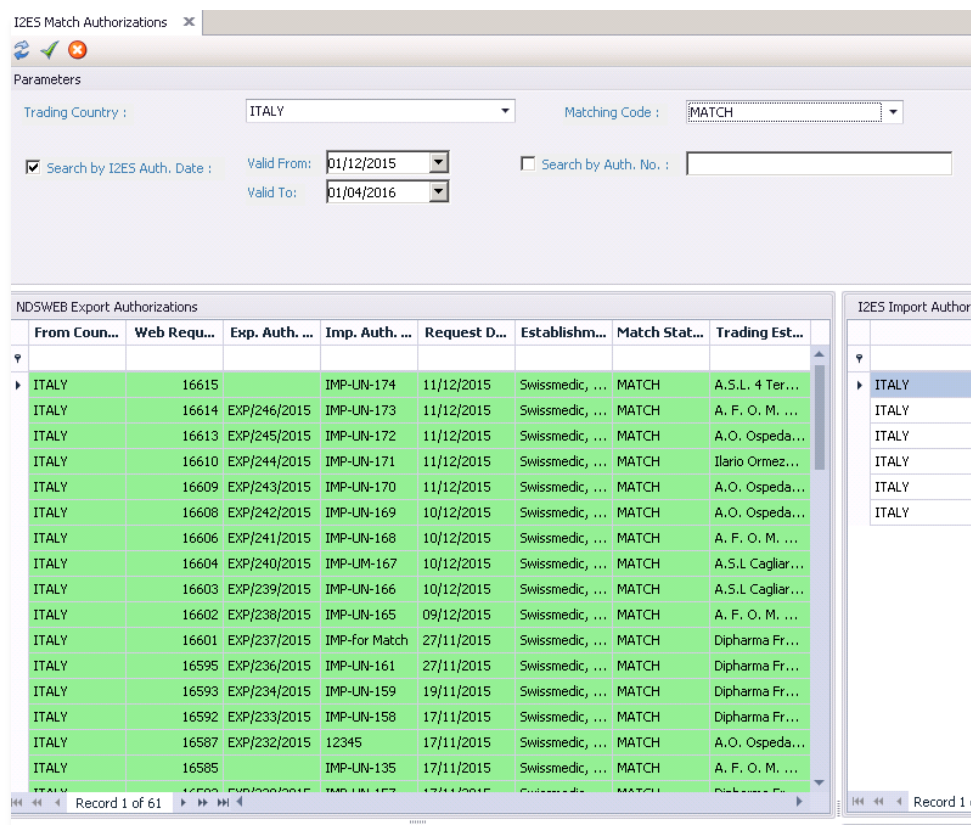 I2ES Match Authorizations
Parameters
Trading Country : ITALY Matching Code : MATCH
Search by I2ES Auth. Date : Valid From: 01/12/2015 Search by Auth. No. :
Valid To: 01/04/2016
NDSWEB Export Authorizations I2ES Import Author
From Coun... Web Requ... Exp. Auth. ... Imp. Auth. ... Request D... Establishm... Match Stat... Trading Est...
ITALY 16615 IMP-UN-174 11/12/2015 Swissmedic, ... MATCH A.S.L. 4 Ter... ITALY
ITALY 16614 EXP/246/2015 IMP-UN-173 11/12/2015 Swissmedic, ... MATCH A. F. O. M. ... ITALY
ITALY 16613 EXP/245/2015 IMP-UN-172 11/12/2015 Swissmedic, ... MATCH A.O. Ospeda... ITALY
ITALY 16610 EXP/244/2015 IMP-UN-171 11/12/2015 Swissmedic, ... MATCH Ilario Ormez... ITALY
ITALY 16609 EXP/243/2015 IMP-UN-170 11/12/2015 Swissmedic, ... MATCH A.O. Ospeda... ITALY
ITALY 16608 EXP/242/2015 IMP-UN-169 10/12/2015 Swissmedic, ... MATCH A.O. Ospeda... ITALY
ITALY 16606 EXP/241/2015 IMP-UN-168 10/12/2015 Swissmedic, ... MATCH A. F. O. M. ...
ITALY 16604 EXP/240/2015 IMP-UM-167 10/12/2015 Swissmedic, ... MATCH A.S.L Cagliar...
ITALY 16603 EXP/239/2015 IMP-UN-166 10/12/2015 Swissmedic, ... MATCH A.S.L Cagliar...
ITALY 16602 EXP/238/2015 IMP-UN-165 09/12/2015 Swissmedic, ... MATCH A. F. O. M. ...
ITALY 16601 EXP/237/2015 IMP-for Match 27/11/2015 Swissmedic, ... MATCH Dipharma Fr...
ITALY 16595 EXP/236/2015 IMP-UN-161 27/11/2015 Swissmedic, ... MATCH Dipharma Fr...
ITALY 16593 EXP/234/2015 IMP-UN-159 19/11/2015 Swissmedic, ... MATCH Dipharma Fr...
ITALY 16592 EXP/233/2015 IMP-UN-158 17/11/2015 Swissmedic, ... MATCH Dipharma Fr...
ITALY 16587 EXP/232/2015 12345 17/11/2015 Swissmedic, ... MATCH A.O. Ospeda...
ITALY 16585 IMP-UN-135 17/11/2015 Swissmedic, ... MATCH A. F. O. M. ...
Record 1 of 61 Record 1